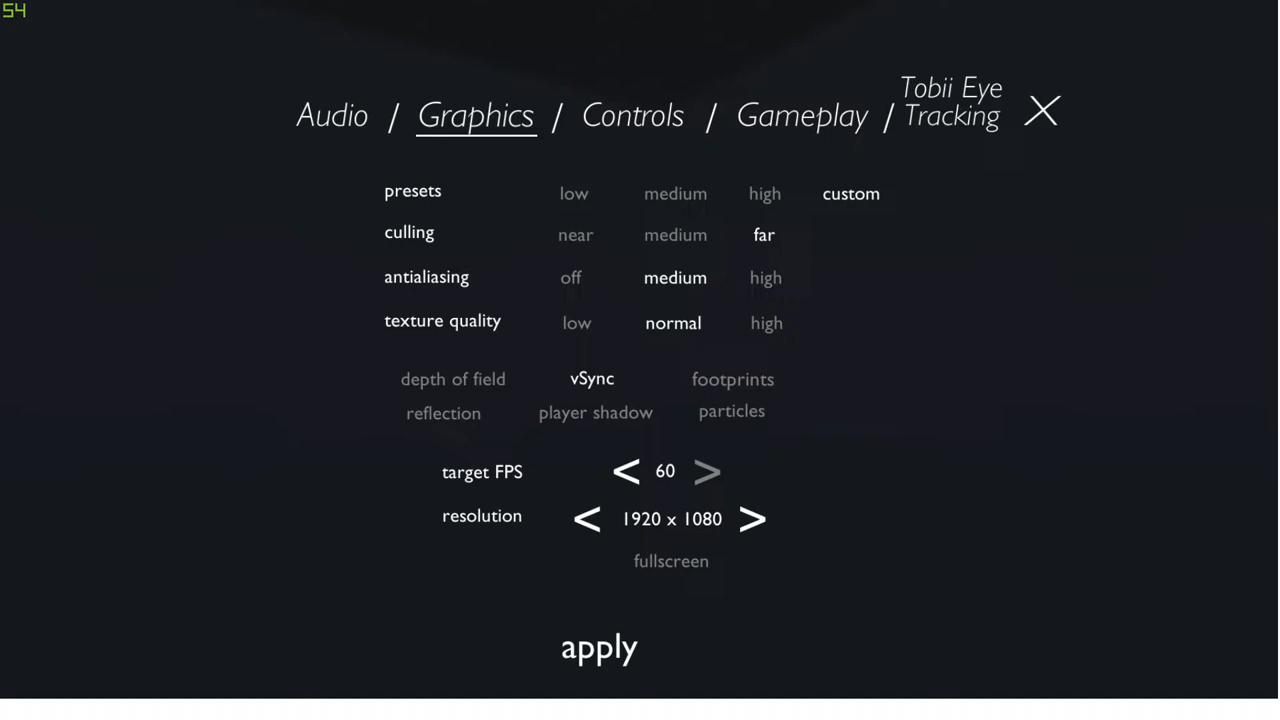 54
Audio / Graphics / Controls / Gameplay / Tobii Eye Tracking X
presets low medium high custom
culling near medium far
antialiasing off medium high
texture quality low normal high
depth of field vSync footprints
reflection player shadow particles
target FPS < 60 >
resolution < 1920 x 1080 >
fullscreen
apply